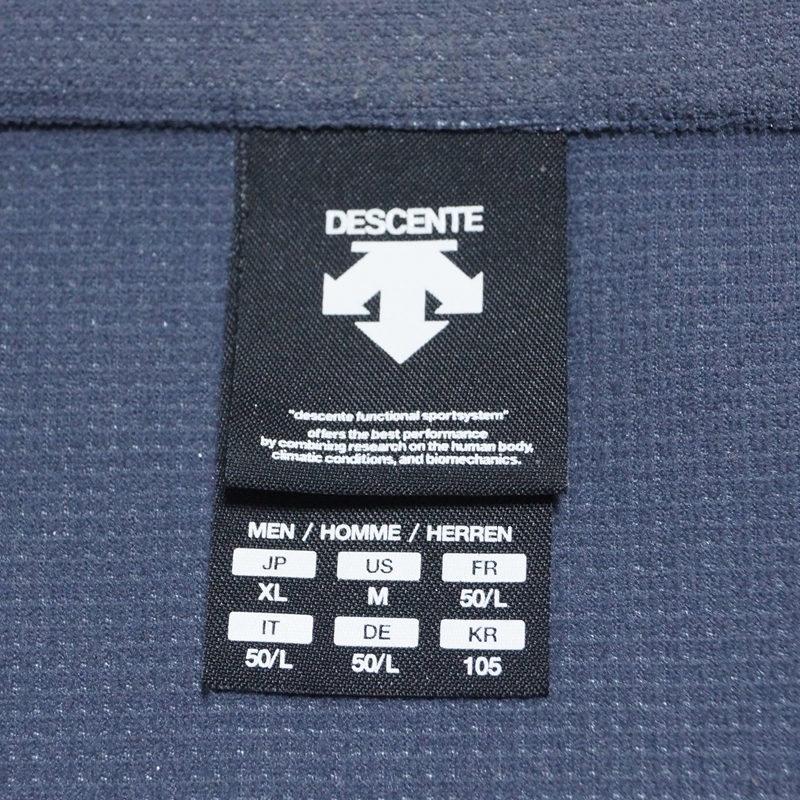 DESCENTE
"descente functional sportsystem"
offers the best performance
by combining research on the human body,
climatic conditions, and biomechanics.
MEN / HOMME / HERREN
JP US FR
XL M 50/L
IT DE KR
50/L 50/L 105